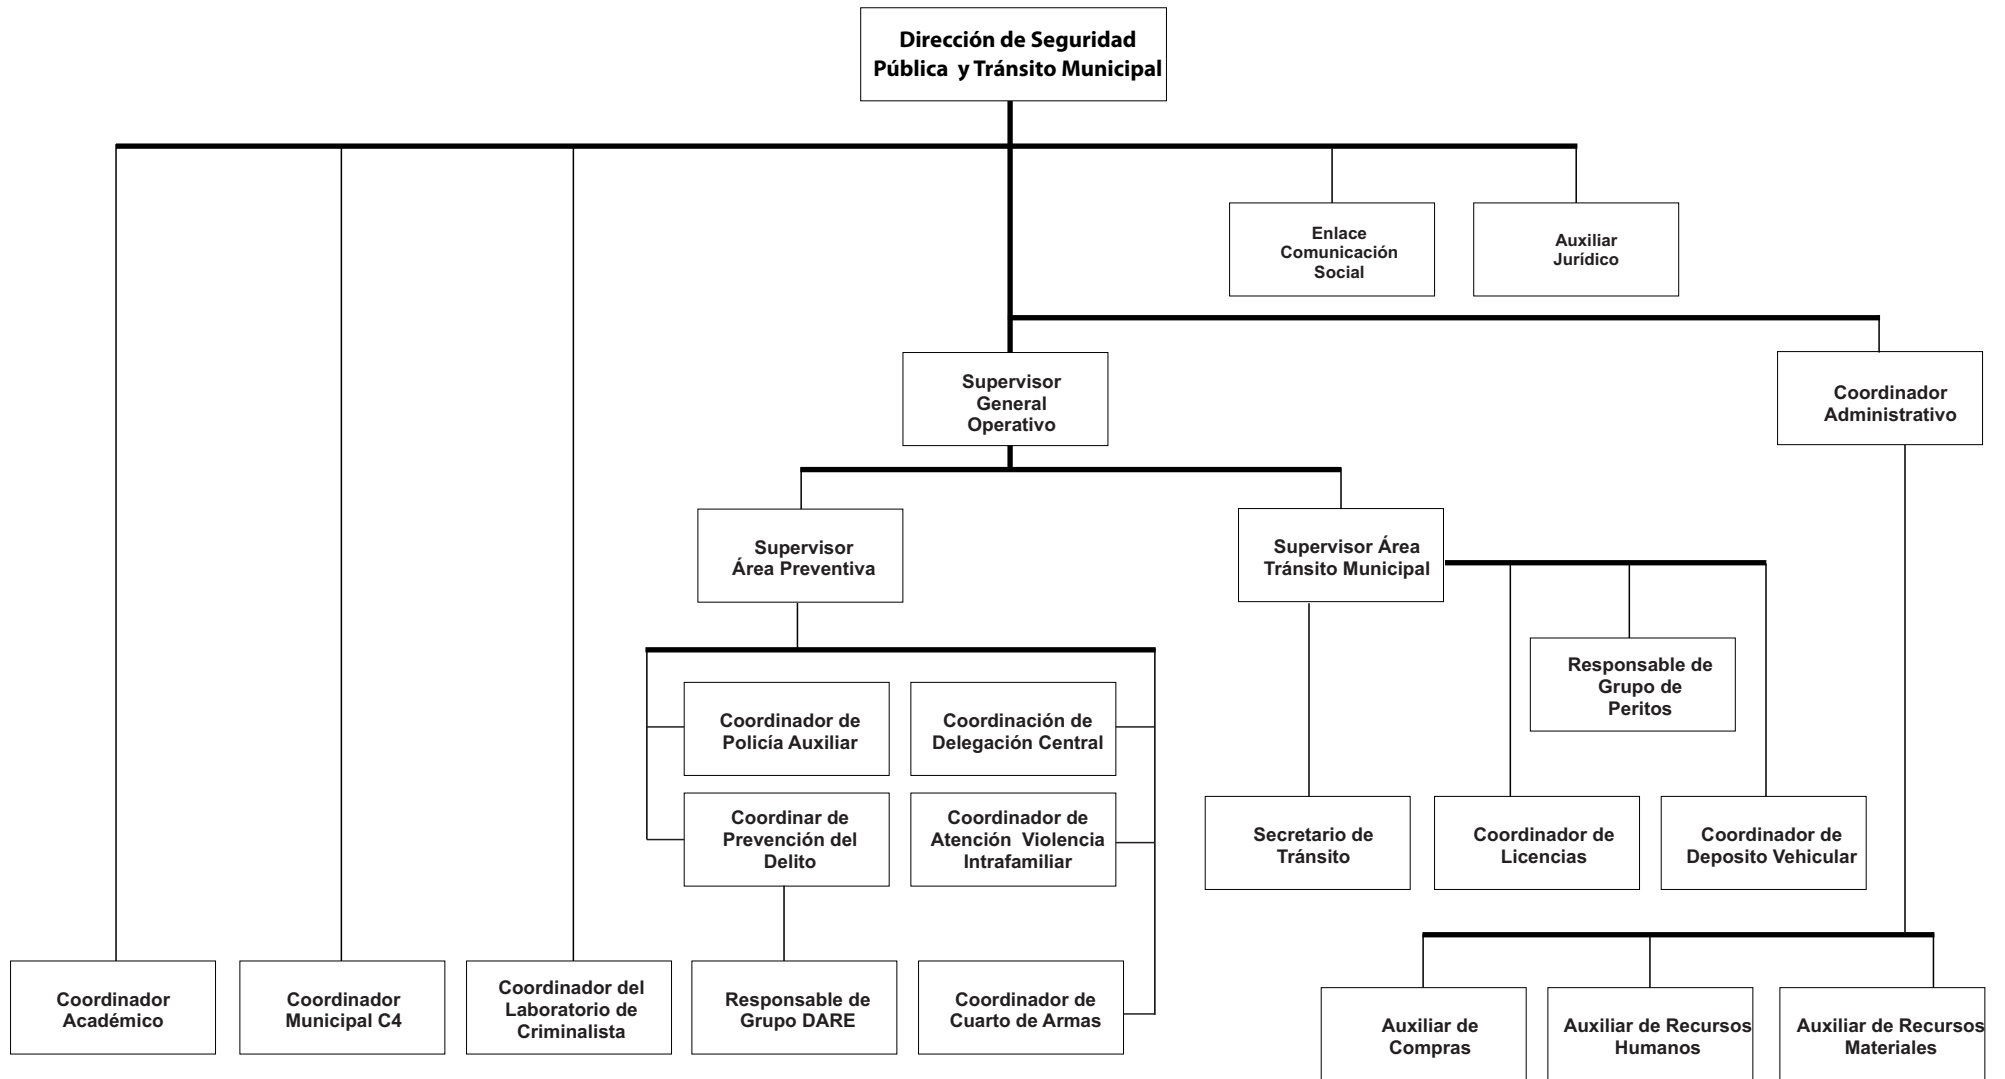 Dirección de Seguridad
Pública y Tránsito Municipal
Enlace
Comunicación
Social
Auxiliar
Jurídico
Supervisor
General
Operativo
Coordinador
Administrativo
Supervisor
Área Preventiva
Supervisor Área
Tránsito Municipal
Responsable de
Grupo de
Peritos
Coordinador de
Policía Auxiliar
Coordinación de
Delegación Central
Coordinar de
Prevención del
Delito
Coordinador de
Atención Violencia
Intrafamiliar
Secretario de
Tránsito
Coordinador de
Licencias
Coordinador de
Deposito Vehicular
Coordinador
Académico
Coordinador
Municipal C4
Coordinador del
Laboratorio de
Criminalista
Responsable de
Grupo DARE
Coordinador de
Cuarto de Armas
Auxiliar de
Compras
Auxiliar de Recursos
Humanos
Auxiliar de Recursos
Materiales